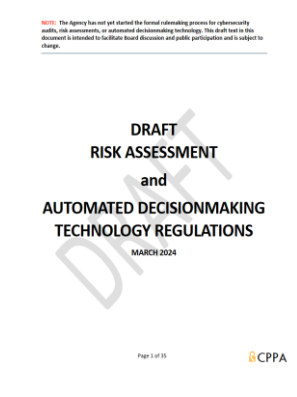 NOTE: The Agency has not yet started the formal rulemaking process for cybersecurity
audits, risk assessments, or automated decisionmaking technology. This draft text in this
document is intended to facilitate Board discussion and public participation and is subject to
change.
DRAFT
DRAFT
RISK ASSESSMENT
and
AUTOMATED DECISIONMAKING
TECHNOLOGY REGULATIONS
MARCH 2024
Page 1 of 35
CPPA